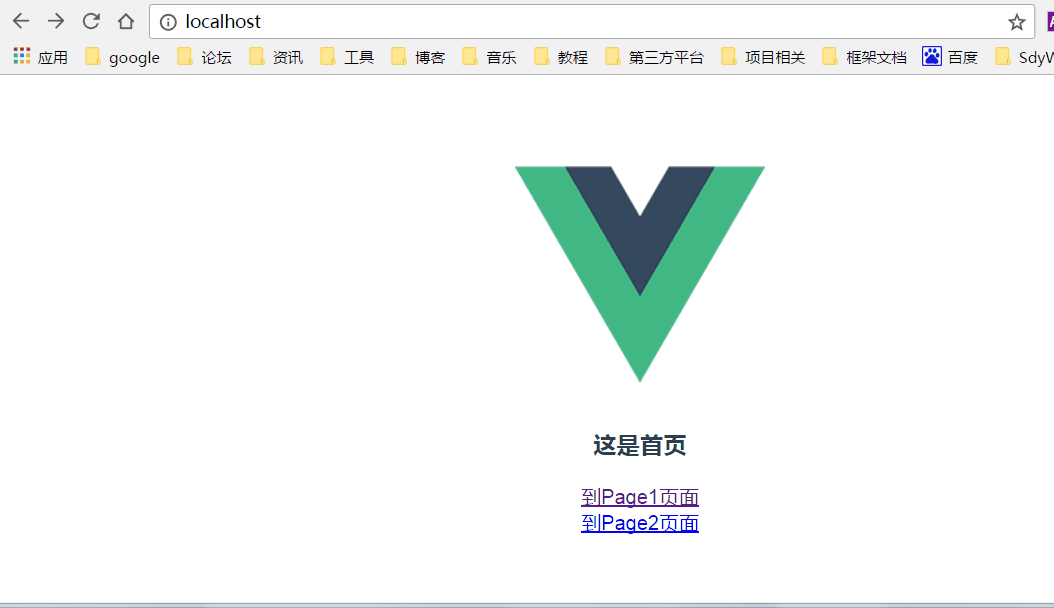 localhost
应用 google 论坛 资讯 工具 博客 音乐 教程 第三方平台 项目相关 框架文档 百度 SdyW
这是首页
到Page1页面
到Page2页面